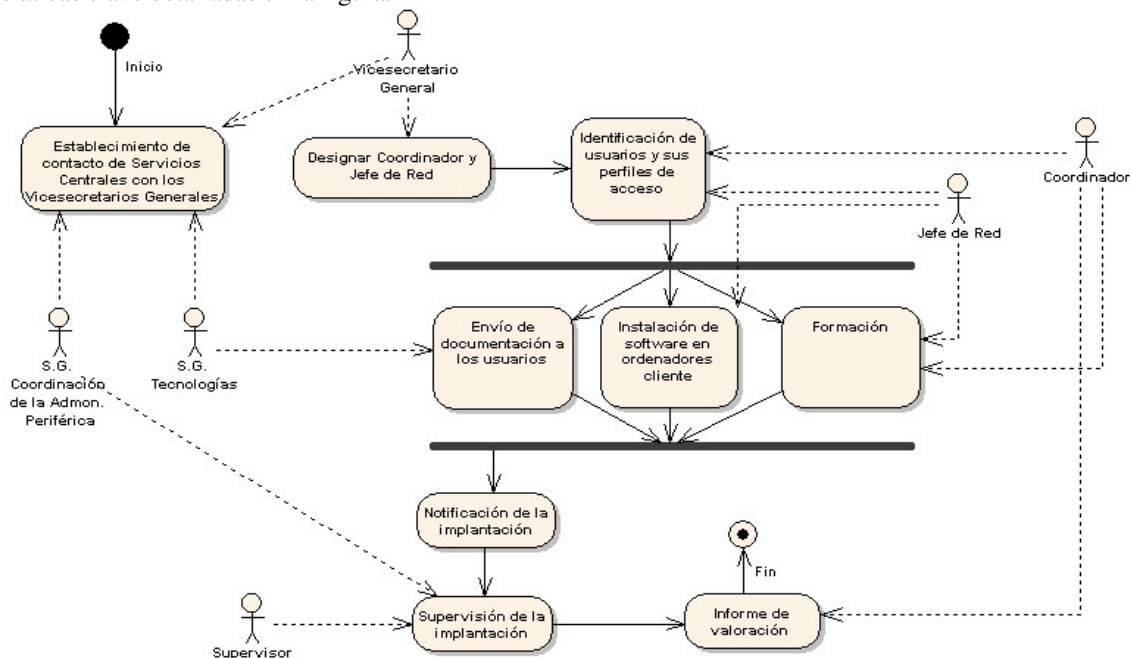 Inicio
Vicesecretario
General
Establecimiento de
contacto de Servicios
Centrales con los
Vicesecretarios Generales
Designar Coordinador y
Jefe de Red
Identificación de
usuarios y sus
perfiles de
acceso
Coordinador
Jefe de Red
S.G.
Coordinación
de la Admon.
Periférica
S.G.
Tecnologías
Envío de
documentación a
los usuarios
Instalación de
software en
ordenadores
cliente
Formación
Notificación de la
implantación
Supervisor
Supervisión de la
implantación
Informe de
valoración
Fin